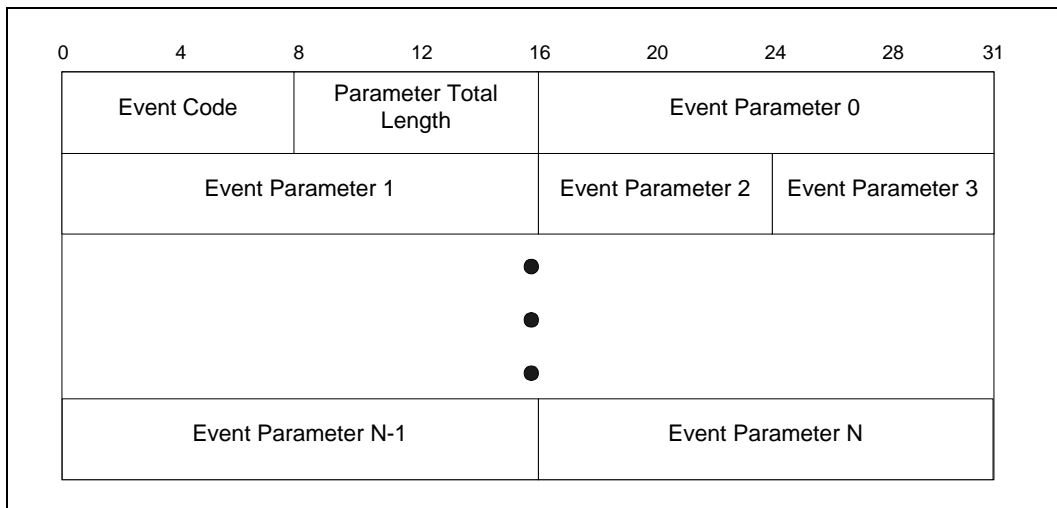 0 4 8 12 16 20 24 28 31
Event Code
Parameter Total
Length
Event Parameter 0
Event Parameter 1
Event Parameter 2
Event Parameter 3
Event Parameter N-1
Event Parameter N